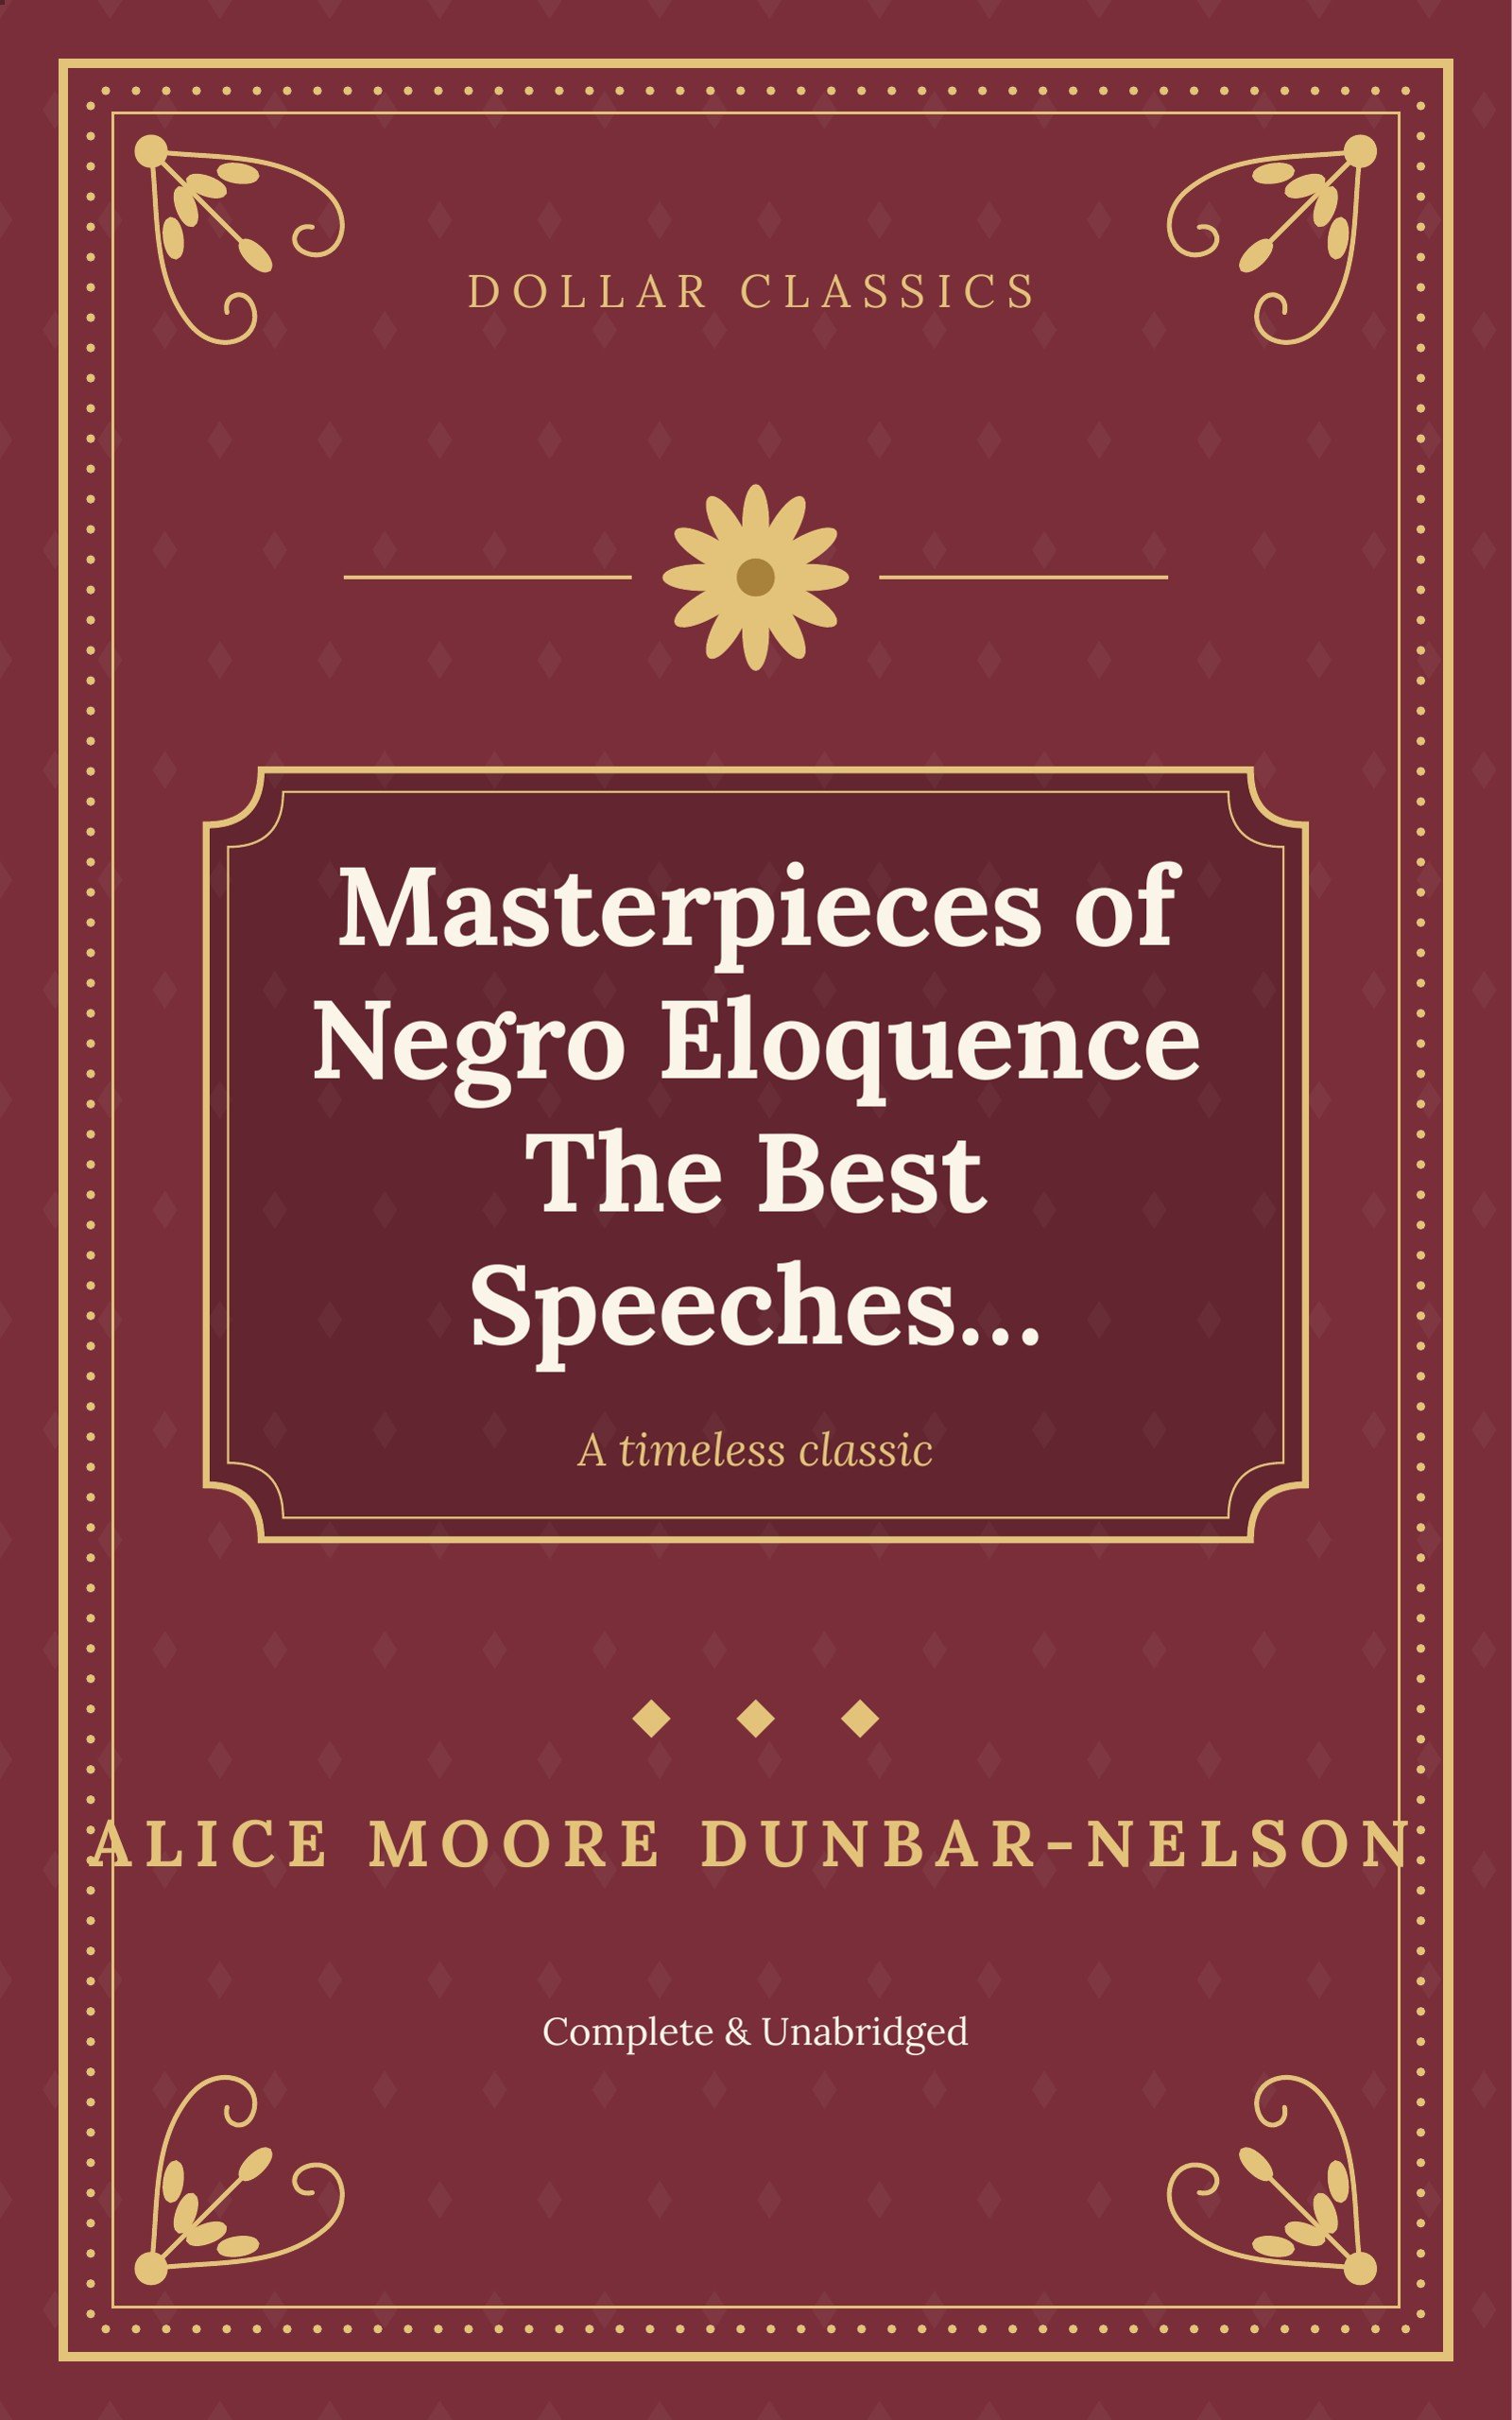 DOLLAR CLASSICS
Masterpieces of
Negro Eloquence
The Best
Speeches...
A timeless classic
ALICE MOORE DUNBAR-NELSON
Complete & Unabridged